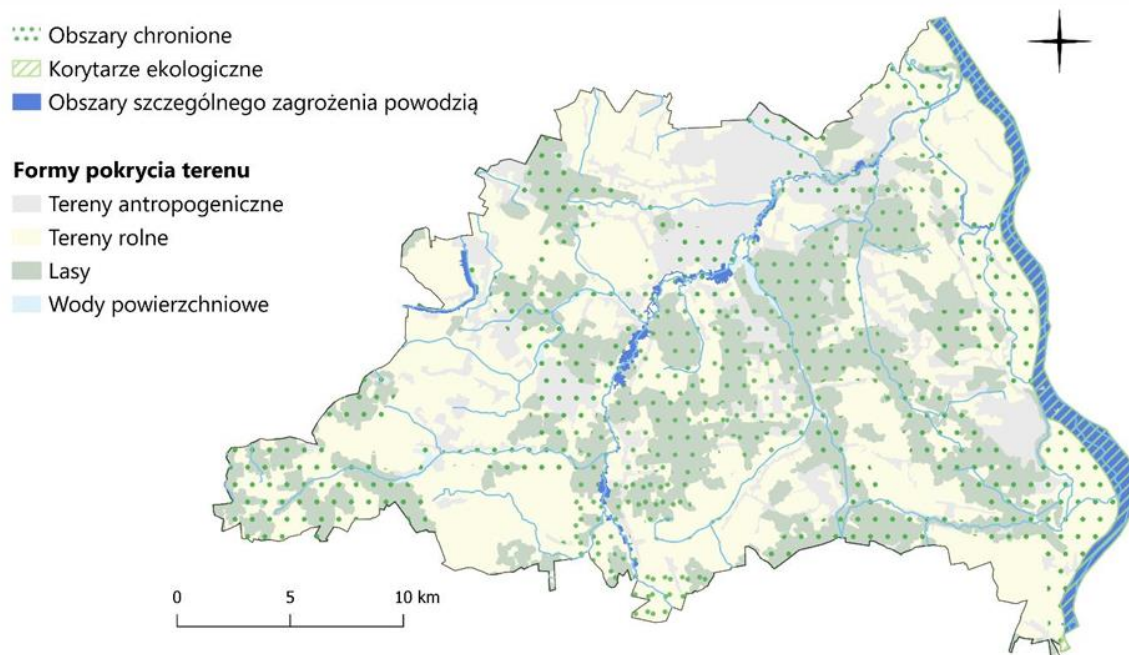 Obszary chronione
Korytarze ekologiczne
Obszary szczególnego zagrożenia powodzią
Formy pokrycia terenu
Tereny antropogeniczne
Tereny rolne
Lasy
Wody powierzchniowe
0 5 10 km